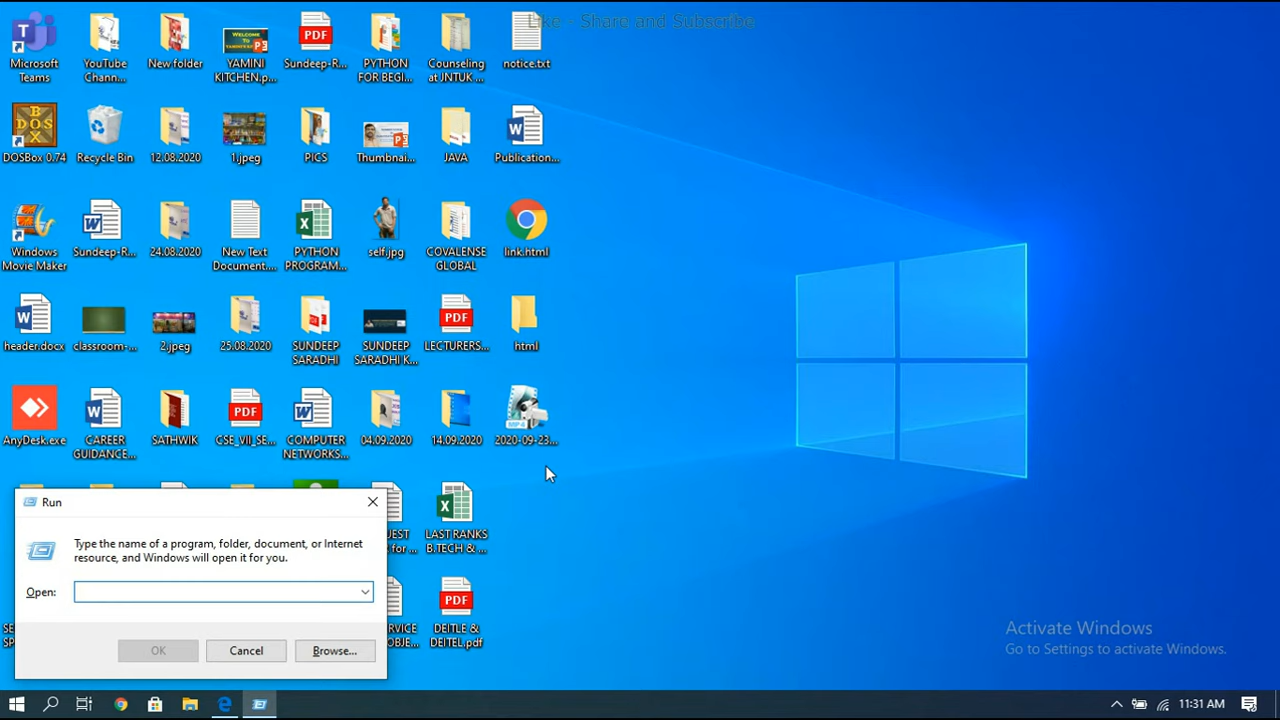 Like - Share and Subscribe
Microsoft
Teams
YouTube
Chann...
New folder
YAMINI
KITCHEN.p...
Sundeep-R...
PYTHON
FOR BEGI...
Counseling
at JNTUK ...
notice.txt
DOSBox 0.74
Recycle Bin
12.08.2020
1.jpeg
PICS
Thumbnai...
JAVA
Publication...
Windows
Movie Maker
Sundeep-R...
24.08.2020
New Text
Document....
PYTHON
PROGRAM...
self.jpg
COVALENSE
GLOBAL
link.html
header.docx
classroom-...
2.jpeg
25.08.2020
SUNDEEP
SARADHI
SUNDEEP
SARADHI K...
LECTURERS...
html
AnyDesk.exe
CAREER
GUIDANCE...
SATHWIK
CSE_VII_SE...
COMPUTER
NETWORKS...
04.09.2020
14.09.2020
2020-09-23...
LAST RANKS
B.TECH & ...
DEITLE &
DEITEL.pdf
Run
Type the name of a program, folder, document, or Internet
resource, and Windows will open it for you.
Open:
OK
Cancel
Browse...
Activate Windows
Go to Settings to activate Windows.
11:31 AM